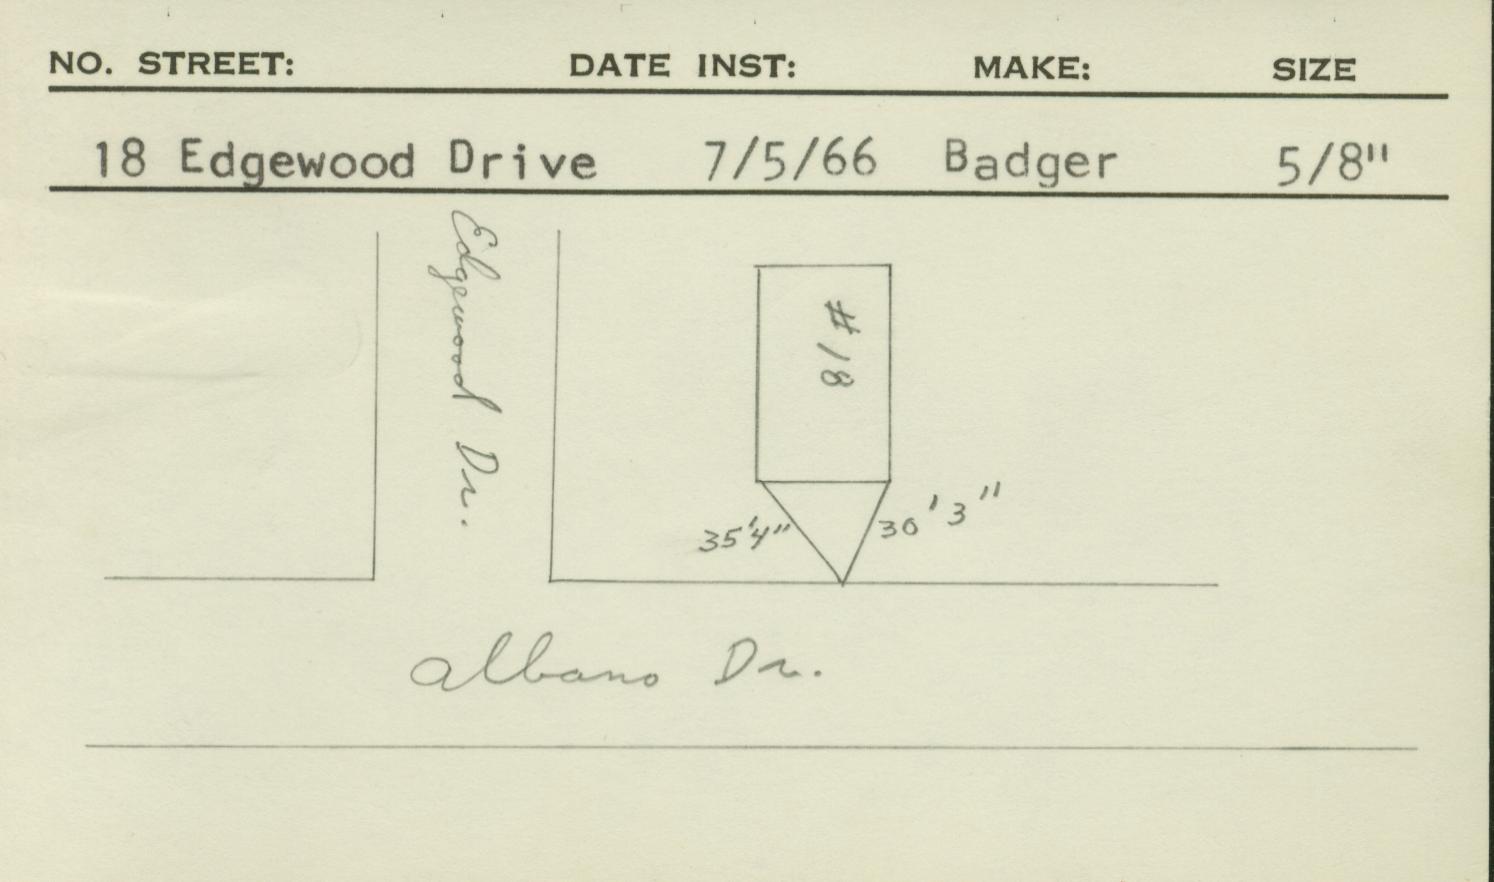 NO. STREET: DATE INST: MAKE: SIZE
18 Edgewood Drive 7/5/66 Badger 5/8"
Edgewood Dr.
#18
35'4" 30'3"
Albano Dr.